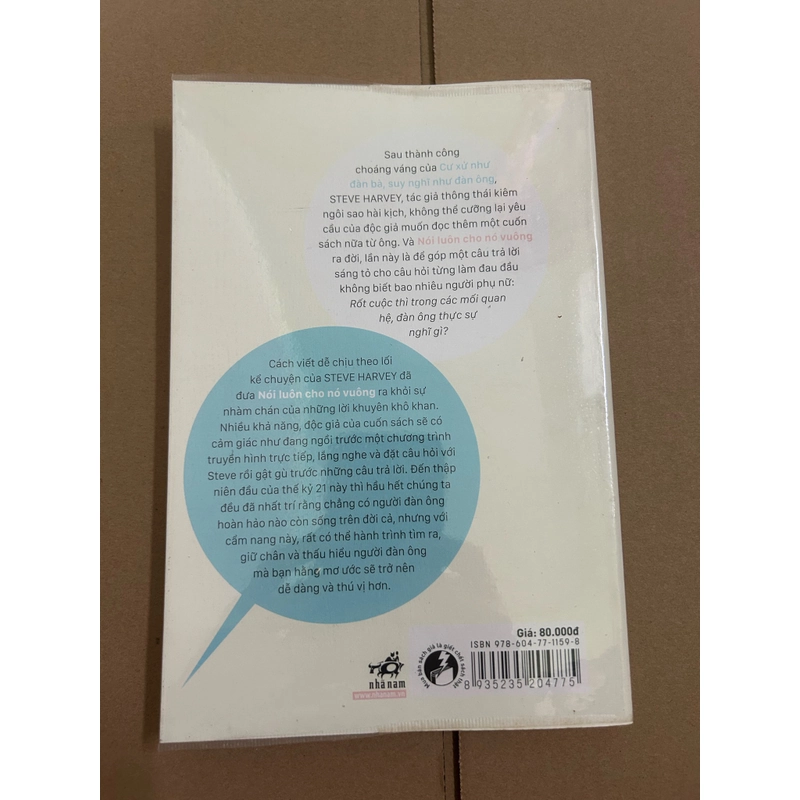 Sau thành công
choáng váng của Cư xử như
đàn bà, suy nghĩ như đàn ông,
STEVE HARVEY, tác giả thông thái kiêm
ngôi sao hài kịch, không thể cưỡng lại yêu
cầu của độc giả muốn đọc thêm một cuốn
sách nữa từ ông. Và Nói luôn cho nó vuông
ra đời, lần này là để góp một câu trả lời
sáng tỏ cho câu hỏi từng làm đau đầu
không biết bao nhiêu người phụ nữ:
Rốt cuộc thì trong các mối quan
hệ, đàn ông thực sự
nghĩ gì?
Cách viết dễ chịu theo lối
kể chuyện của STEVE HARVEY đã
đưa Nói luôn cho nó vuông ra khỏi sự
nhàm chán của những lời khuyên khô khan.
Nhiều khả năng, độc giả của cuốn sách sẽ có
cảm giác như đang ngồi trước một chương trình
truyền hình trực tiếp, lắng nghe và đặt câu hỏi với
Steve rồi gật gù trước những câu trả lời. Đến thập
niên đầu của thế kỷ 21 này thì hầu hết chúng ta
đều đã nhất trí rằng chẳng có người đàn ông
hoàn hảo nào còn sống trên đời cả, nhưng với
cẩm nang này, rất có thể hành trình tìm ra,
giữ chân và thấu hiểu người đàn ông
mà bạn hằng mơ ước sẽ trở nên
dễ dàng và thú vị hơn.
Giá: 80.000đ
ISBN 978-604-77-1159-8
8 935235 204775
Mua bán sách giả là giết chết sách thật
nhã nam
www.nhanam.vn